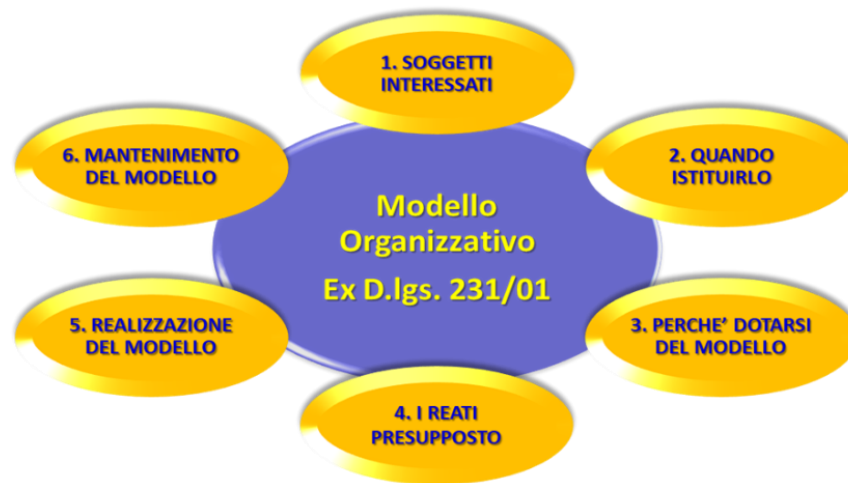 1. SOGGETTI
INTERESSATI
2. QUANDO
ISTITUIRLO
3. PERCHE’ DOTARSI
DEL MODELLO
4. I REATI
PRESUPPOSTO
5. REALIZZAZIONE
DEL MODELLO
6. MANTENIMENTO
DEL MODELLO
Modello
Organizzativo
Ex D.lgs. 231/01